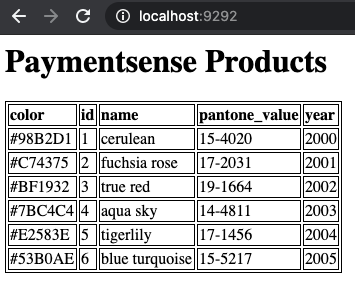 localhost:9292
Paymentsense Products
color id name pantone_value year
#98B2D1 1 cerulean 15-4020 2000
#C74375 2 fuchsia rose 17-2031 2001
#BF1932 3 true red 19-1664 2002
#7BC4C4 4 aqua sky 14-4811 2003
#E2583E 5 tigerlily 17-1456 2004
#53B0AE 6 blue turquoise 15-5217 2005